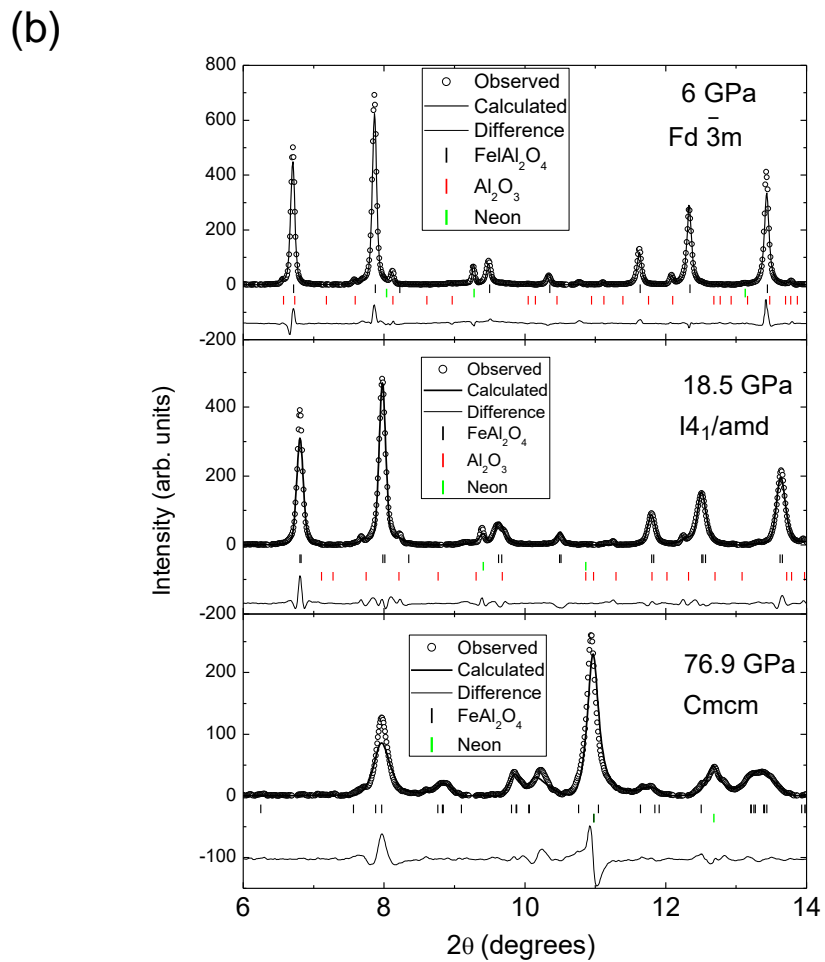 (b)
800
600
400
200
0
-200
Observed
Calculated
Difference
FelAl₂O₄
Al₂O₃
Neon
6 GPa
Fd 3̄m
400
200
0
-200
Observed
Calculated
Difference
FeAl₂O₄
Al₂O₃
Neon
18.5 GPa
I4₁/amd
200
100
0
-100
Observed
Calculated
Difference
FeAl₂O₄
Neon
76.9 GPa
Cmcm
Intensity (arb. units)
6 8 10 12 14
2θ (degrees)